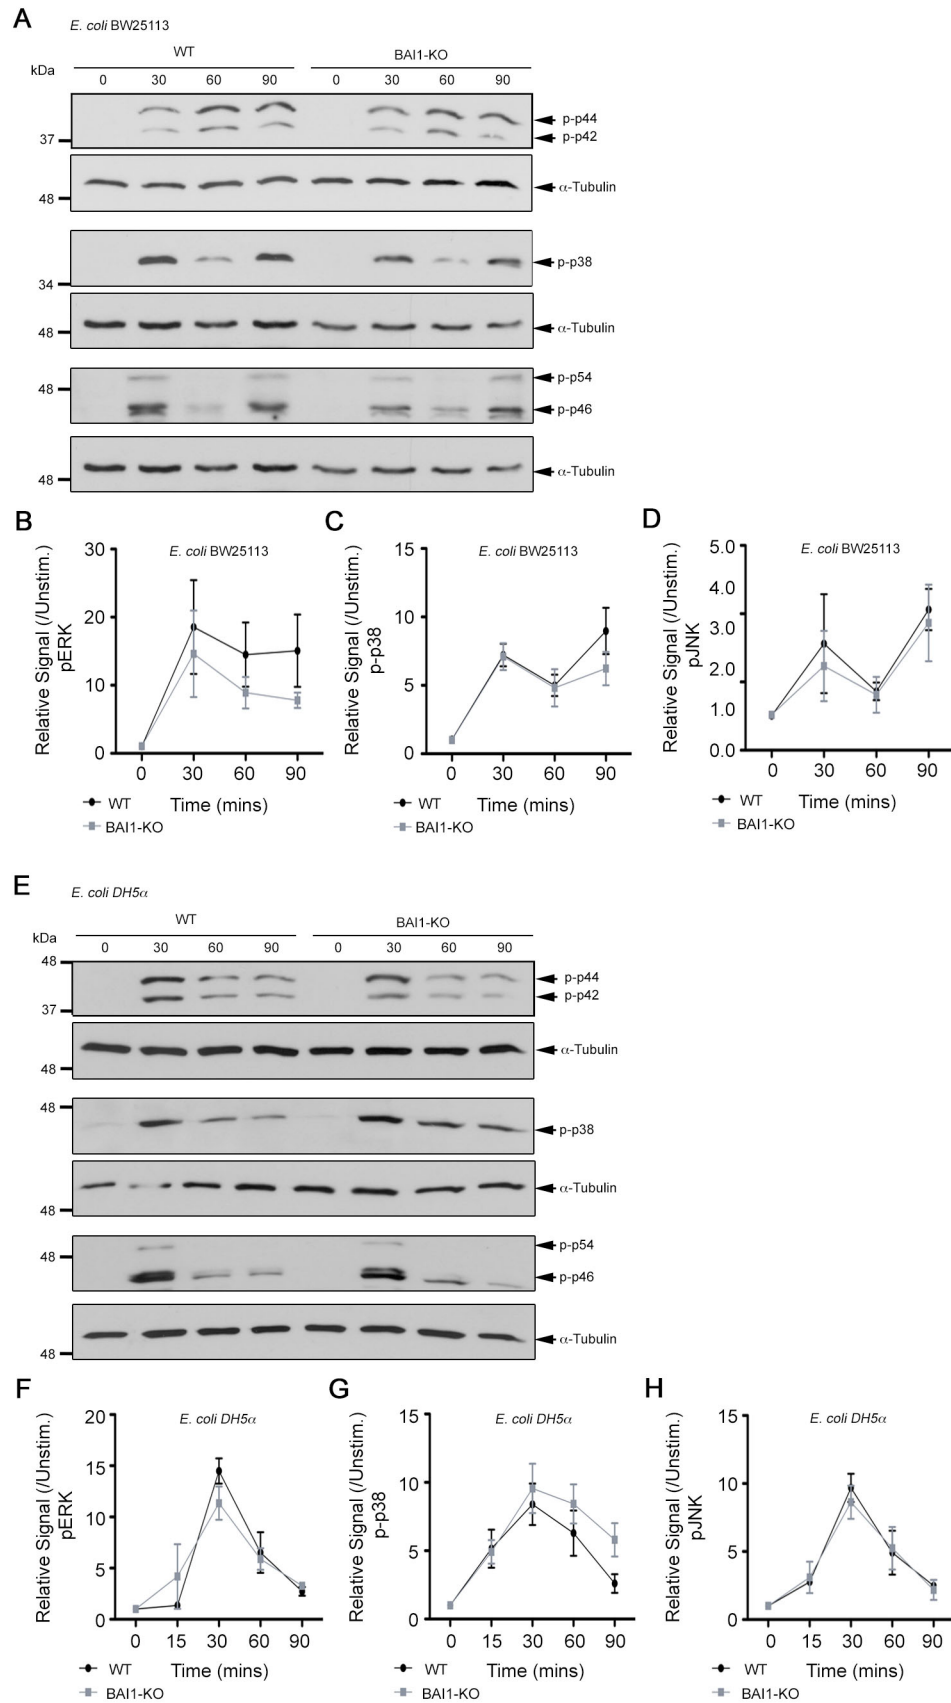 A
E. coli BW25113
WT BAI1-KO
kDa
0 30 60 90 0 30 60 90
p-p44
37 p-p42
α-Tubulin
48
p-p38
34
48 α-Tubulin
p-p54
48
p-p46
α-Tubulin
48
B
E. coli BW25113
Relative Signal (/Unstim.)
pERK
30
20
10
0
0 30 60 90
Time (mins)
WT
BAI1-KO
C
E. coli BW25113
Relative Signal (/Unstim.)
p-p38
15
10
5
0
0 30 60 90
Time (mins)
WT
BAI1-KO
D
E. coli BW25113
Relative Signal (/Unstim.)
pJNK
5.0
4.0
3.0
2.0
1.0
0.0
0 30 60 90
Time (mins)
WT
BAI1-KO
E
E. coli DH5α
WT BAI1-KO
kDa
0 30 60 90 0 30 60 90
48
p-p44
p-p42
37
α-Tubulin
48
48
p-p38
α-Tubulin
48
p-p54
48
p-p46
α-Tubulin
48
F
E. coli DH5α
Relative Signal (/Unstim.)
pERK
20
15
10
5
0
0 15 30 60 90
Time (mins)
WT
BAI1-KO
G
E. coli DH5α
Relative Signal (/Unstim.)
p-p38
15
10
5
0
0 15 30 60 90
Time (mins)
WT
BAI1-KO
H
E. coli DH5α
Relative Signal (/Unstim.)
pJNK
15
10
5
0
0 15 30 60 90
Time (mins)
WT
BAI1-KO